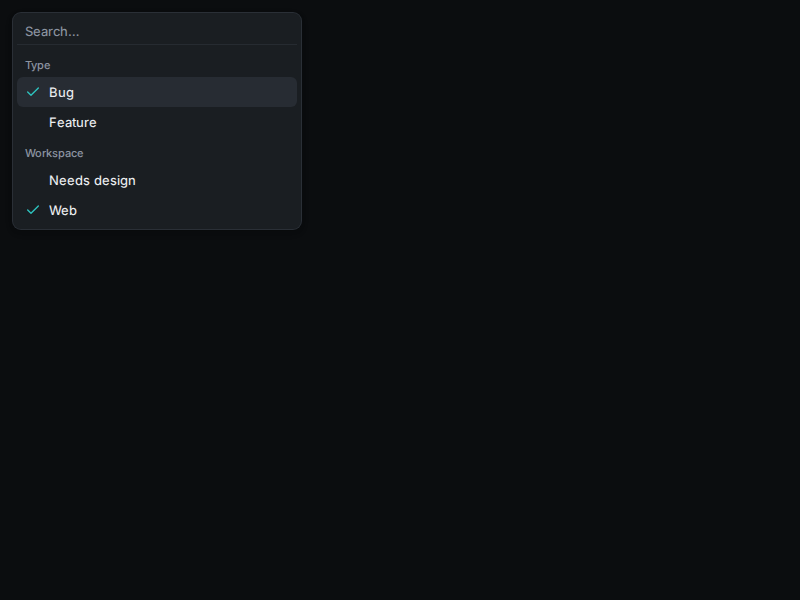 Search...
Type
Bug
Feature
Workspace
Needs design
Web